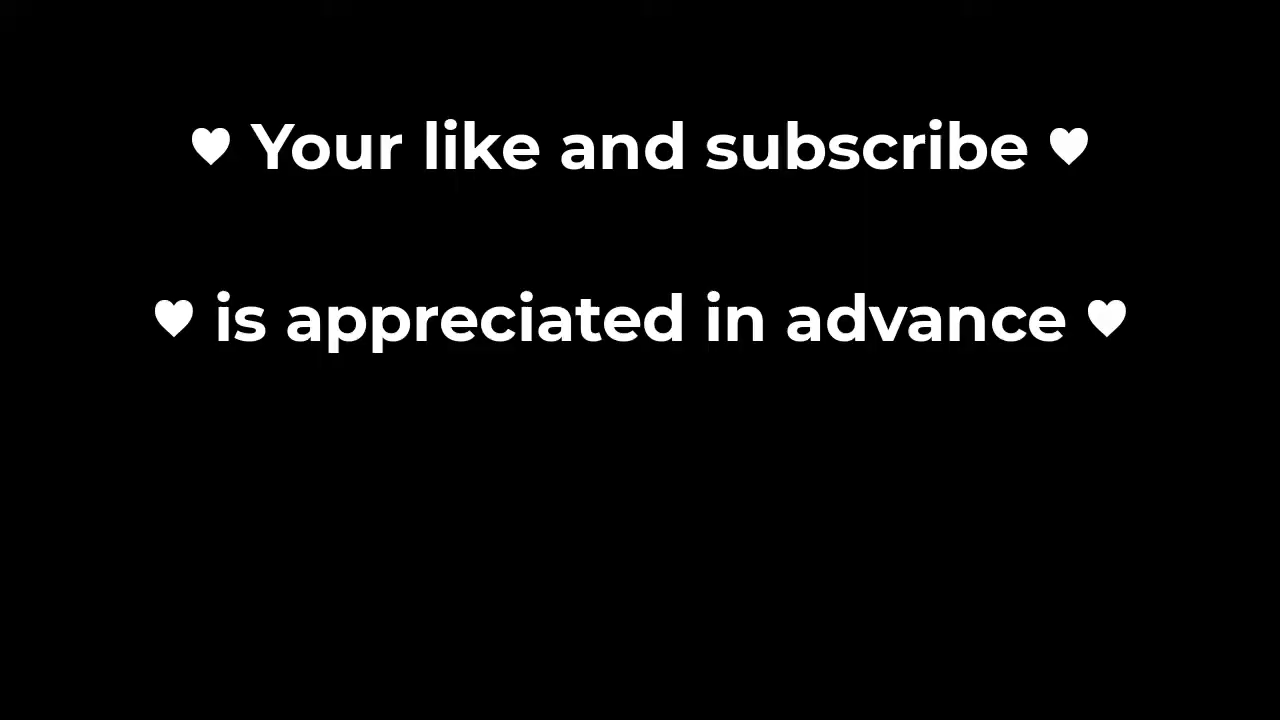 ♥ Your like and subscribe ♥
♥ is appreciated in advance ♥